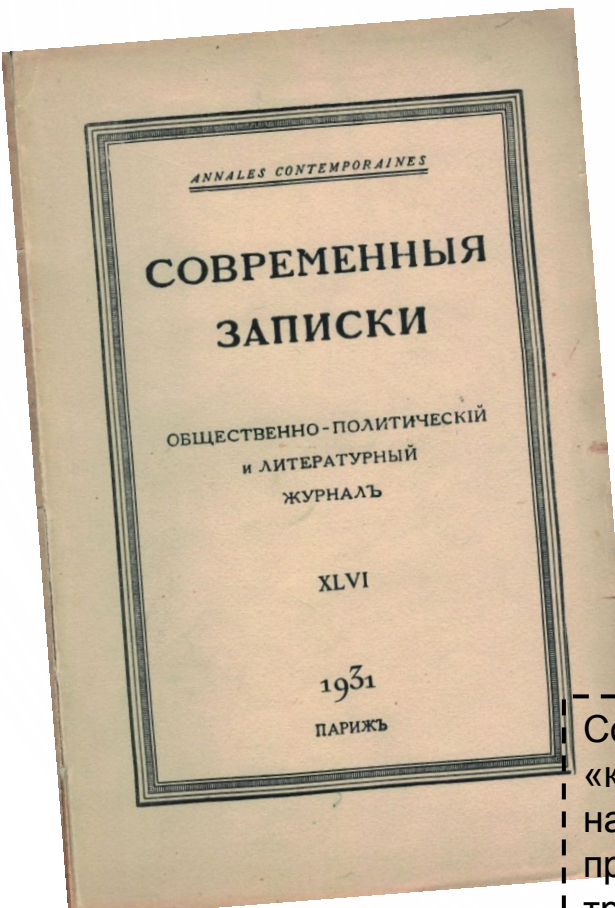 ANNALES CONTEMPORAINES
СОВРЕМЕННЫЯ
ЗАПИСКИ
ОБЩЕСТВЕННО-ПОЛИТИЧЕСКІЙ
и ЛИТЕРАТУРНЫЙ
ЖУРНАЛЪ
XLVI
1931
ПАРИЖЪ